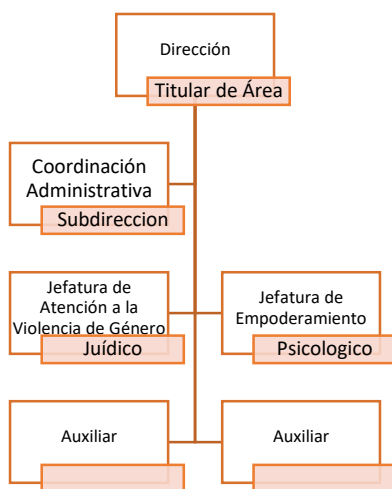 Dirección
Titular de Área
Coordinación
Administrativa
Subdireccion
Jefatura de
Atención a la
Violencia de Género
Juídico
Jefatura de
Empoderamiento
Psicologico
Auxiliar
Auxiliar